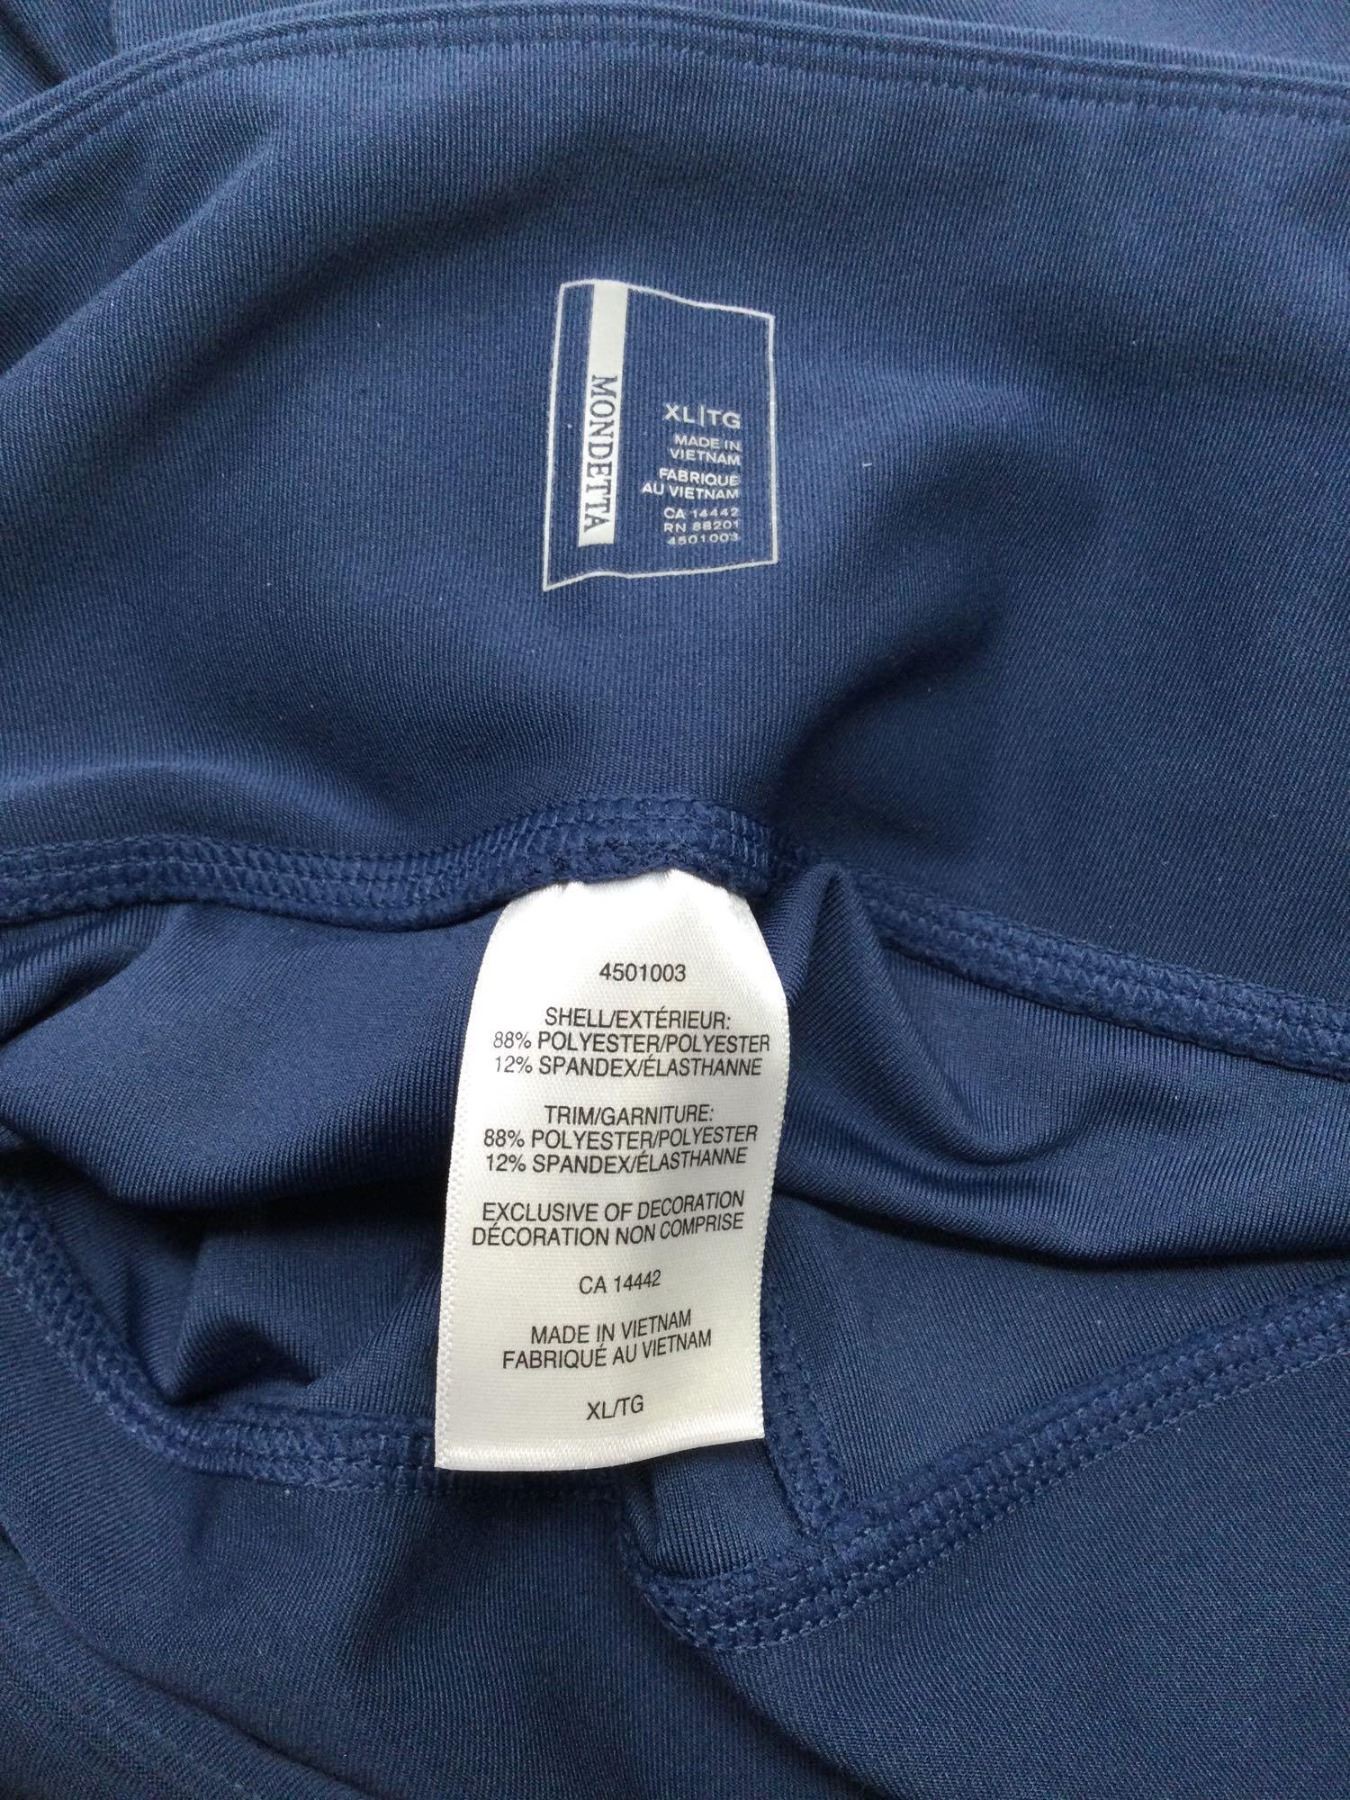 MONDETTA
XL|TG
MADE IN
VIETNAM
FABRIQUÉ
AU VIETNAM
CA 14442
RN 88201
4501003
4501003
SHELL/EXTÉRIEUR:
88% POLYESTER/POLYESTER
12% SPANDEX/ÉLASTHANNE
TRIM/GARNITURE:
88% POLYESTER/POLYESTER
12% SPANDEX/ÉLASTHANNE
EXCLUSIVE OF DECORATION
DÉCORATION NON COMPRISE
CA 14442
MADE IN VIETNAM
FABRIQUÉ AU VIETNAM
XL/TG